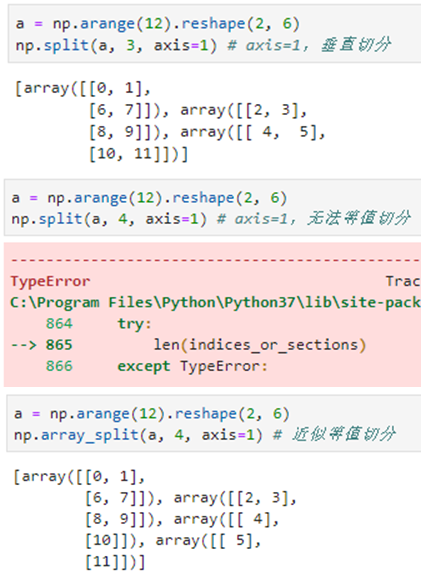 a = np.arange(12).reshape(2, 6)
np.split(a, 3, axis=1) # axis=1, 垂直切分
[array([[0, 1],
[6, 7]]), array([[2, 3],
[8, 9]]), array([[ 4,  5],
[10, 11]])]
a = np.arange(12).reshape(2, 6)
np.split(a, 4, axis=1) # axis=1, 无法等值切分
---------------------------------------------------
TypeError Trac
C:\Program Files\Python\Python37\lib\site-pack
864 try:
--> 865 len(indices_or_sections)
866 except TypeError:
a = np.arange(12).reshape(2, 6)
np.array_split(a, 4, axis=1) # 近似等值切分
[array([[0, 1],
[6, 7]]), array([[2, 3],
[8, 9]]), array([[ 4],
[10]]), array([[ 5],
[11]])]